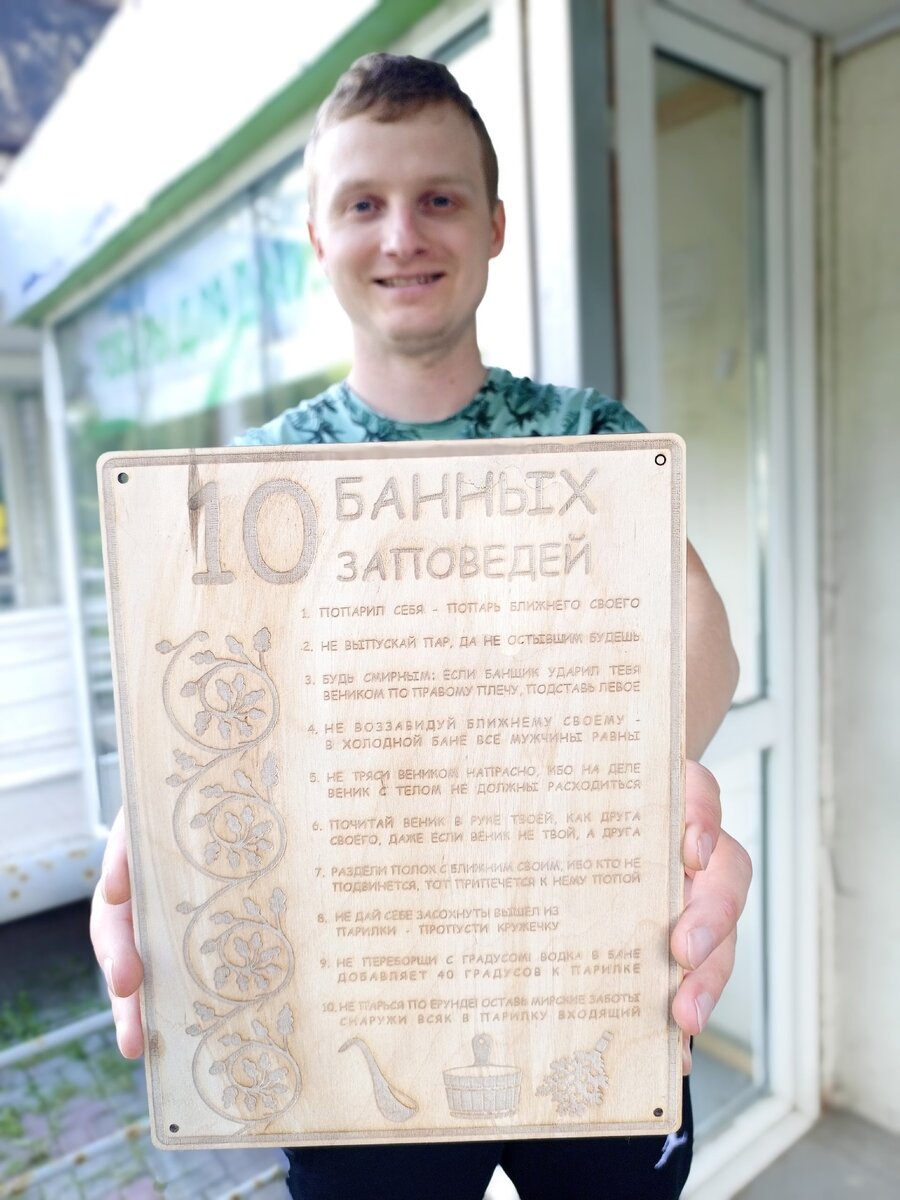 10 БАННЫХ
ЗАПОВЕДЕЙ
1. ПОПАРИЛ СЕБЯ - ПОПАРЬ БЛИЖНЕГО СВОЕГО
2. НЕ ВЫПУСКАЙ ПАР, ДА НЕ ОСТЫВШИМ БУДЕШЬ
3. БУДЬ СМИРНЫМ: ЕСЛИ БАНЩИК УДАРИЛ ТЕБЯ
ВЕНИКОМ ПО ПРАВОМУ ПЛЕЧУ, ПОДСТАВЬ ЛЕВОЕ
4. НЕ ВОЗЗАВИДУЙ БЛИЖНЕМУ СВОЕМУ -
В ХОЛОДНОЙ БАНЕ ВСЕ МУЖЧИНЫ РАВНЫ
5. НЕ ТРЯСИ ВЕНИКОМ НАПРАСНО, ИБО НА ДЕЛЕ
ВЕНИК С ТЕЛОМ НЕ ДОЛЖНЫ РАСХОДИТЬСЯ
6. ПОЧИТАЙ ВЕНИК В РУКЕ ТВОЕЙ, КАК ДРУГА
СВОЕГО, ДАЖЕ ЕСЛИ ВЕНИК НЕ ТВОЙ, А ДРУГА
7. РАЗДЕЛИ ПОЛОК С БЛИЖНИМ СВОИМ, ИБО КТО НЕ
ПОДВИНЕТСЯ, ТОТ ПРИПЕЧЕТСЯ К НЕМУ ПОПОЙ
8. НЕ ДАЙ СЕБЕ ЗАСОХНУТЬ! ВЫШЕЛ ИЗ
ПАРИЛКИ - ПРОПУСТИ КРУЖЕЧКУ
9. НЕ ПЕРЕБОРЩИ С ГРАДУСОМ! ВОДКА В БАНЕ
ДОБАВЛЯЕТ 40 ГРАДУСОВ К ПАРИЛКЕ
10. НЕ ПАРЬСЯ ПО ЕРУНДЕ! ОСТАВЬ МИРСКИЕ ЗАБОТЫ
СНАРУЖИ ВСЯК В ПАРИЛКУ ВХОДЯЩИЙ